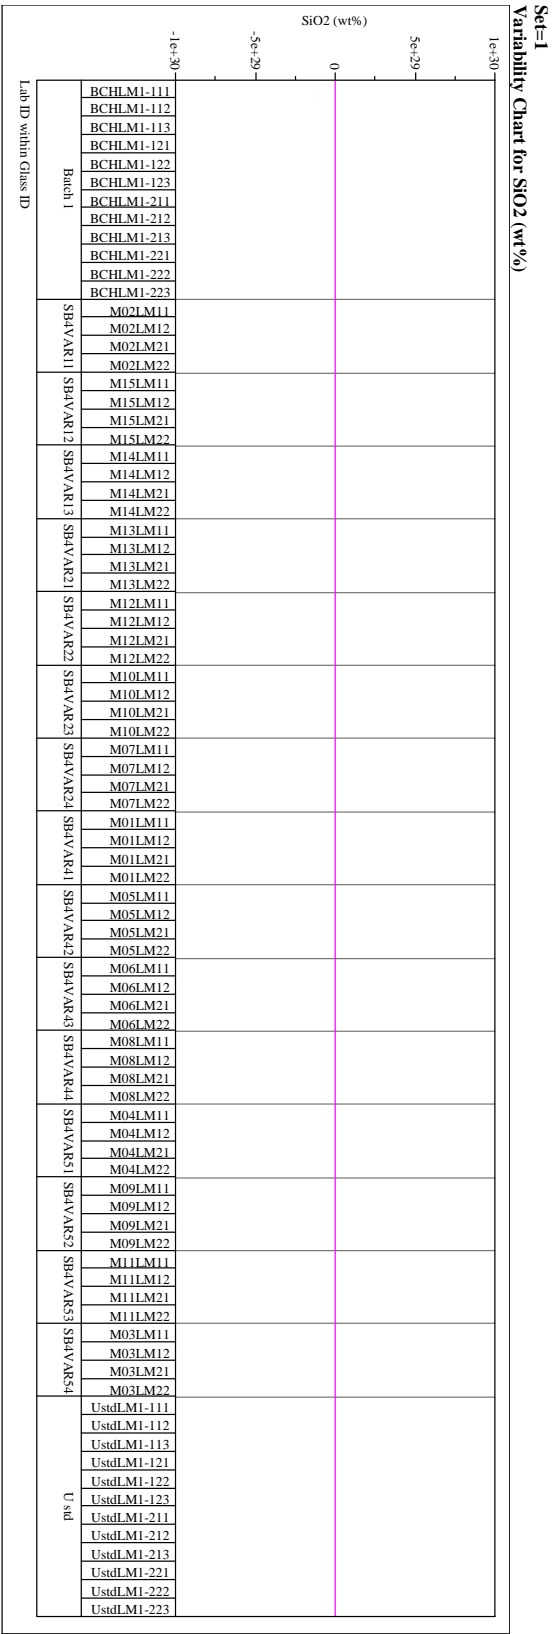 Set=1
Variability Chart for SiO2 (wt%)
SiO2 (wt%)
1e+30
5e+29
0
-5e+29
-1e+30
BCHLM1-111
BCHLM1-112
BCHLM1-113
BCHLM1-121
BCHLM1-122
BCHLM1-123
BCHLM1-211
BCHLM1-212
BCHLM1-213
BCHLM1-221
BCHLM1-222
BCHLM1-223
M02LM11
M02LM12
M02LM21
M02LM22
M15LM11
M15LM12
M15LM21
M15LM22
M14LM11
M14LM12
M14LM21
M14LM22
M13LM11
M13LM12
M13LM21
M13LM22
M12LM11
M12LM12
M12LM21
M12LM22
M10LM11
M10LM12
M10LM21
M10LM22
M07LM11
M07LM12
M07LM21
M07LM22
M01LM11
M01LM12
M01LM21
M01LM22
M05LM11
M05LM12
M05LM21
M05LM22
M06LM11
M06LM12
M06LM21
M06LM22
M08LM11
M08LM12
M08LM21
M08LM22
M04LM11
M04LM12
M04LM21
M04LM22
M09LM11
M09LM12
M09LM21
M09LM22
M11LM11
M11LM12
M11LM21
M11LM22
M03LM11
M03LM12
M03LM21
M03LM22
UstdLM1-111
UstdLM1-112
UstdLM1-113
UstdLM1-121
UstdLM1-122
UstdLM1-123
UstdLM1-211
UstdLM1-212
UstdLM1-213
UstdLM1-221
UstdLM1-222
UstdLM1-223
Batch 1
SB4VAR11
SB4VAR12
SB4VAR13
SB4VAR21
SB4VAR22
SB4VAR23
SB4VAR24
SB4VAR41
SB4VAR42
SB4VAR43
SB4VAR44
SB4VAR51
SB4VAR52
SB4VAR53
SB4VAR54
U std
Lab ID within Glass ID